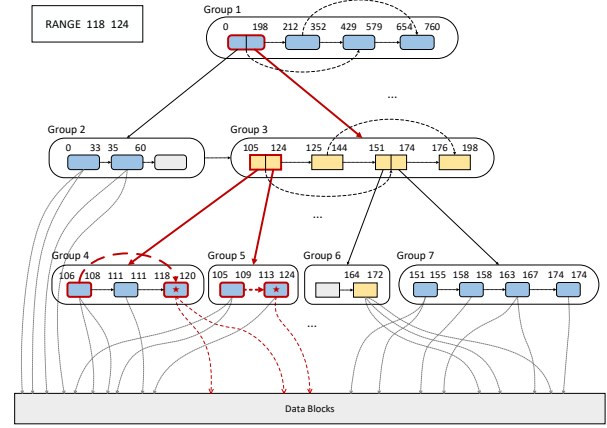 Group 1
RANGE 118 124
0 198 212 352 429 579 654 760
...
Group 2
Group 3
0 33 35 60
105 124 125 144 151 174 176 198
...
Group 4
Group 5
Group 6
Group 7
106 108 111 111 118 120
105 109 113 124
164 172
151 155 158 158 163 167 174 174
...
Data Blocks